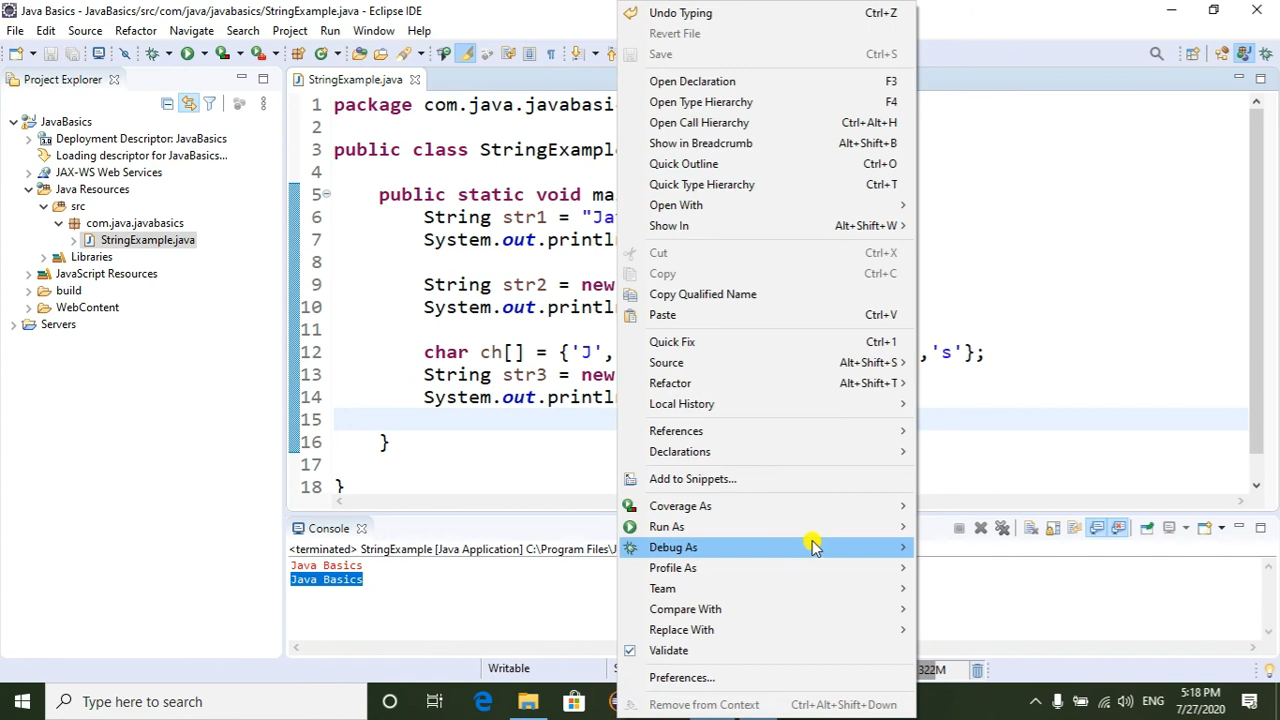 Java Basics - JavaBasics/src/com/java/javabasics/StringExample.java - Eclipse IDE
File Edit Source Refactor Navigate Search Project Run Window Help
Project Explorer
JavaBasics
Deployment Descriptor: JavaBasics
3.0
Loading descriptor for JavaBasics...
JAX-WS Web Services
Java Resources
src
com.java.javabasics
StringExample.java
Libraries
JavaScript Resources
build
WebContent
Servers
StringExample.java
1 package com.java.javabasi
2
3 public class StringExample
4
5 public static void ma
6 String str1 = "Ja
7 System.out.println
8
9 String str2 = new
10 System.out.println
11
12 char ch[] = {'J', ,'s'};
13 String str3 = new
14 System.out.println
15
16 }
17
18 }
Console
<terminated> StringExample [Java Application] C:\Program Files\
Java Basics
Java Basics
Undo Typing Ctrl+Z
Revert File
Save Ctrl+S
Open Declaration F3
Open Type Hierarchy F4
Open Call Hierarchy Ctrl+Alt+H
Show in Breadcrumb Alt+Shift+B
Quick Outline Ctrl+O
Quick Type Hierarchy Ctrl+T
Open With
Show In Alt+Shift+W
Cut Ctrl+X
Copy Ctrl+C
Copy Qualified Name
Paste Ctrl+V
Quick Fix Ctrl+1
Source Alt+Shift+S
Refactor Alt+Shift+T
Local History
References
Declarations
Add to Snippets...
Coverage As
Run As
Debug As
Profile As
Team
Compare With
Replace With
Validate
Preferences...
Remove from Context Ctrl+Alt+Shift+Down
Writable
322M
Type here to search
ENG
5:18 PM
7/27/2020